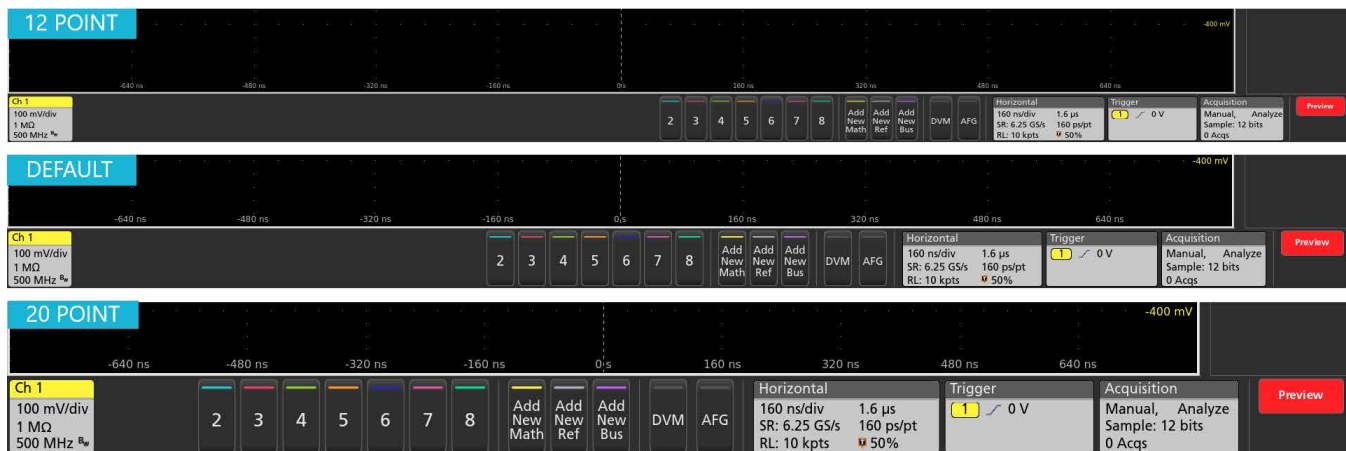 12 POINT
-400 mV
-640 ns -480 ns -320 ns -160 ns 0 s 160 ns 320 ns 480 ns 640 ns
Ch 1
100 mV/div
1 MΩ
500 MHz Bw
2 3 4 5 6 7 8
Add New Math
Add New Ref
Add New Bus
DVM
AFG
Horizontal
160 ns/div 1.6 µs
SR: 6.25 GS/s 160 ps/pt
RL: 10 kpts 50%
Trigger
1 0 V
Acquisition
Manual, Analyze
Sample: 12 bits
0 Acqs
Preview
DEFAULT
-400 mV
-640 ns -480 ns -320 ns -160 ns 0 s 160 ns 320 ns 480 ns 640 ns
Ch 1
100 mV/div
1 MΩ
500 MHz Bw
2 3 4 5 6 7 8
Add New Math
Add New Ref
Add New Bus
DVM
AFG
Horizontal
160 ns/div 1.6 µs
SR: 6.25 GS/s 160 ps/pt
RL: 10 kpts 50%
Trigger
1 0 V
Acquisition
Manual, Analyze
Sample: 12 bits
0 Acqs
Preview
20 POINT
-400 mV
-640 ns -480 ns -320 ns -160 ns 0 s 160 ns 320 ns 480 ns 640 ns
Ch 1
100 mV/div
1 MΩ
500 MHz Bw
2 3 4 5 6 7 8
Add New Math
Add New Ref
Add New Bus
DVM
AFG
Horizontal
160 ns/div 1.6 µs
SR: 6.25 GS/s 160 ps/pt
RL: 10 kpts 50%
Trigger
1 0 V
Acquisition
Manual, Analyze
Sample: 12 bits
0 Acqs
Preview